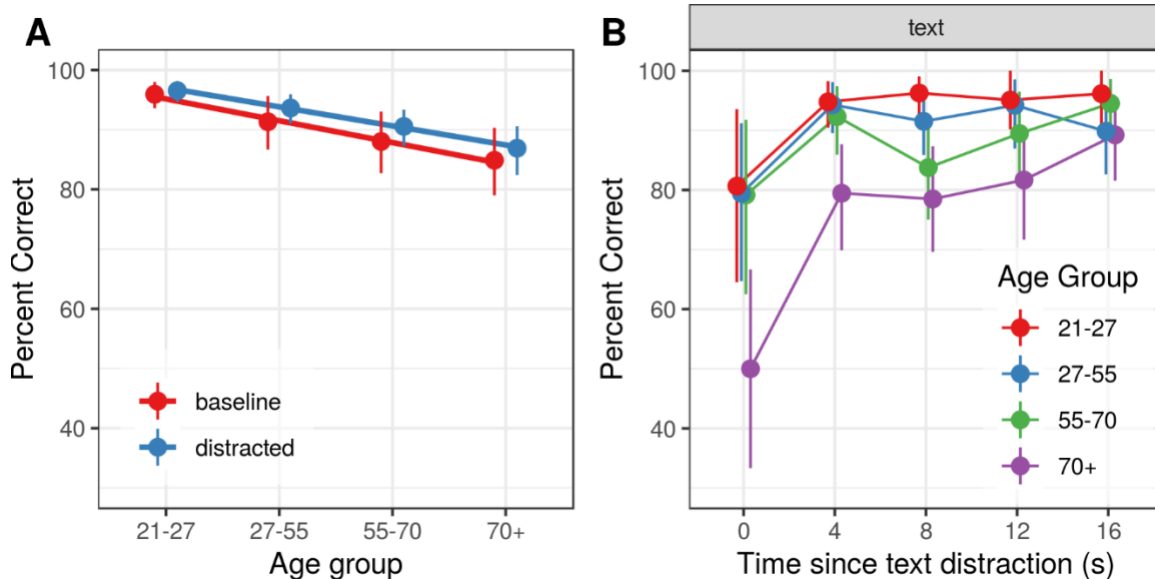 A
Percent Correct
100
80
60
40
baseline
distracted
21-27
27-55
55-70
70+
Age group
B
text
Percent Correct
100
80
60
40
Age Group
21-27
27-55
55-70
70+
0
4
8
12
16
Time since text distraction (s)